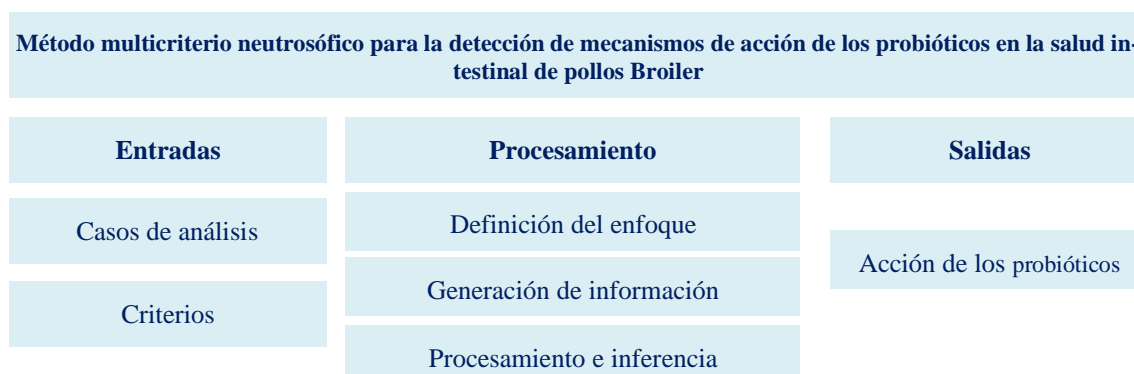 Método multicriterio neutrosófico para la detección de mecanismos de acción de los probióticos en la salud in-
testinal de pollos Broiler
Entradas
Procesamiento
Salidas
Casos de análisis
Criterios
Definición del enfoque
Generación de información
Procesamiento e inferencia
Acción de los probióticos